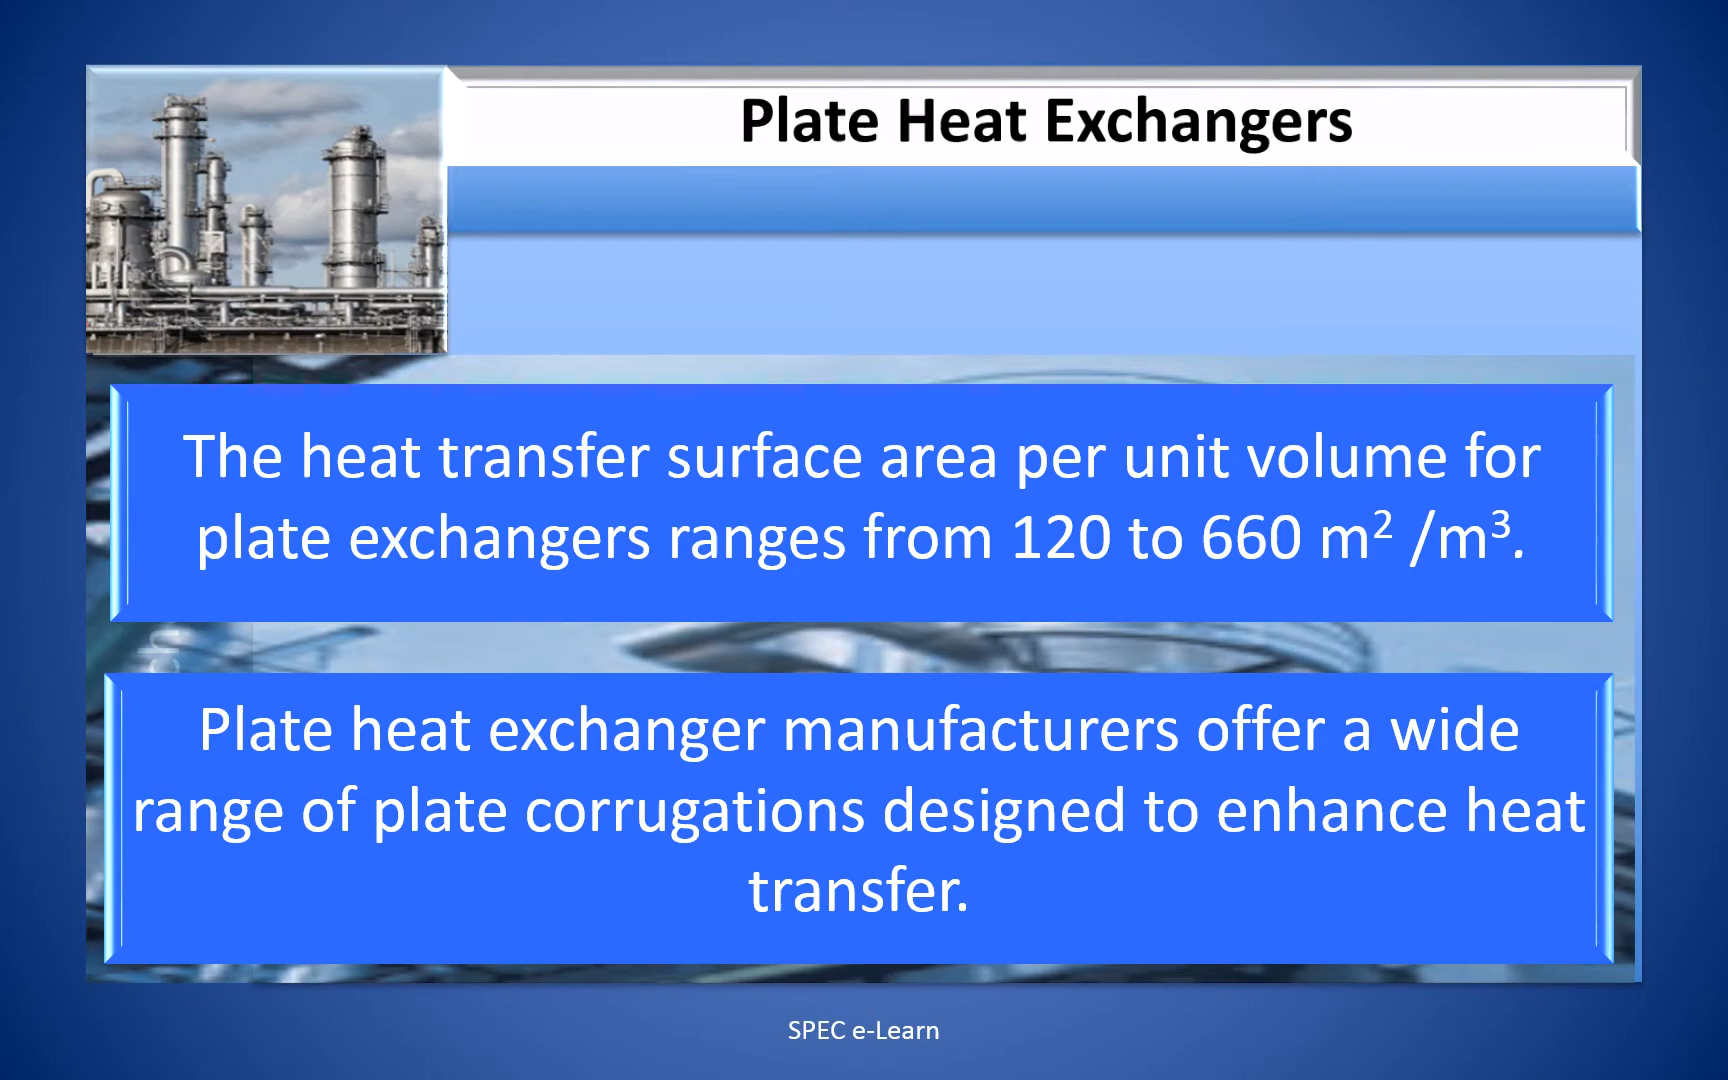 Plate Heat Exchangers
The heat transfer surface area per unit volume for
plate exchangers ranges from 120 to 660 m² /m³.
Plate heat exchanger manufacturers offer a wide
range of plate corrugations designed to enhance heat
transfer.
SPEC e-Learn